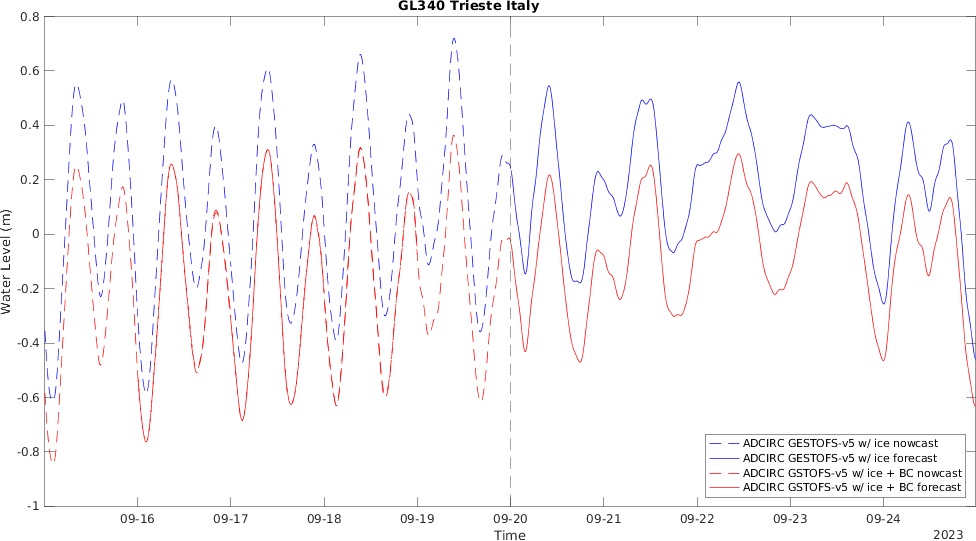 GL340 Trieste Italy
0.8
0.6
0.4
0.2
0
-0.2
-0.4
-0.6
-0.8
-1
Water Level (m)
09-16 09-17 09-18 09-19 09-20 09-21 09-22 09-23 09-24
Time
2023
ADCIRC GESTOFS-v5 w/ ice nowcast
ADCIRC GESTOFS-v5 w/ ice forecast
ADCIRC GSTOFS-v5 w/ ice + BC nowcast
ADCIRC GSTOFS-v5 w/ ice + BC forecast